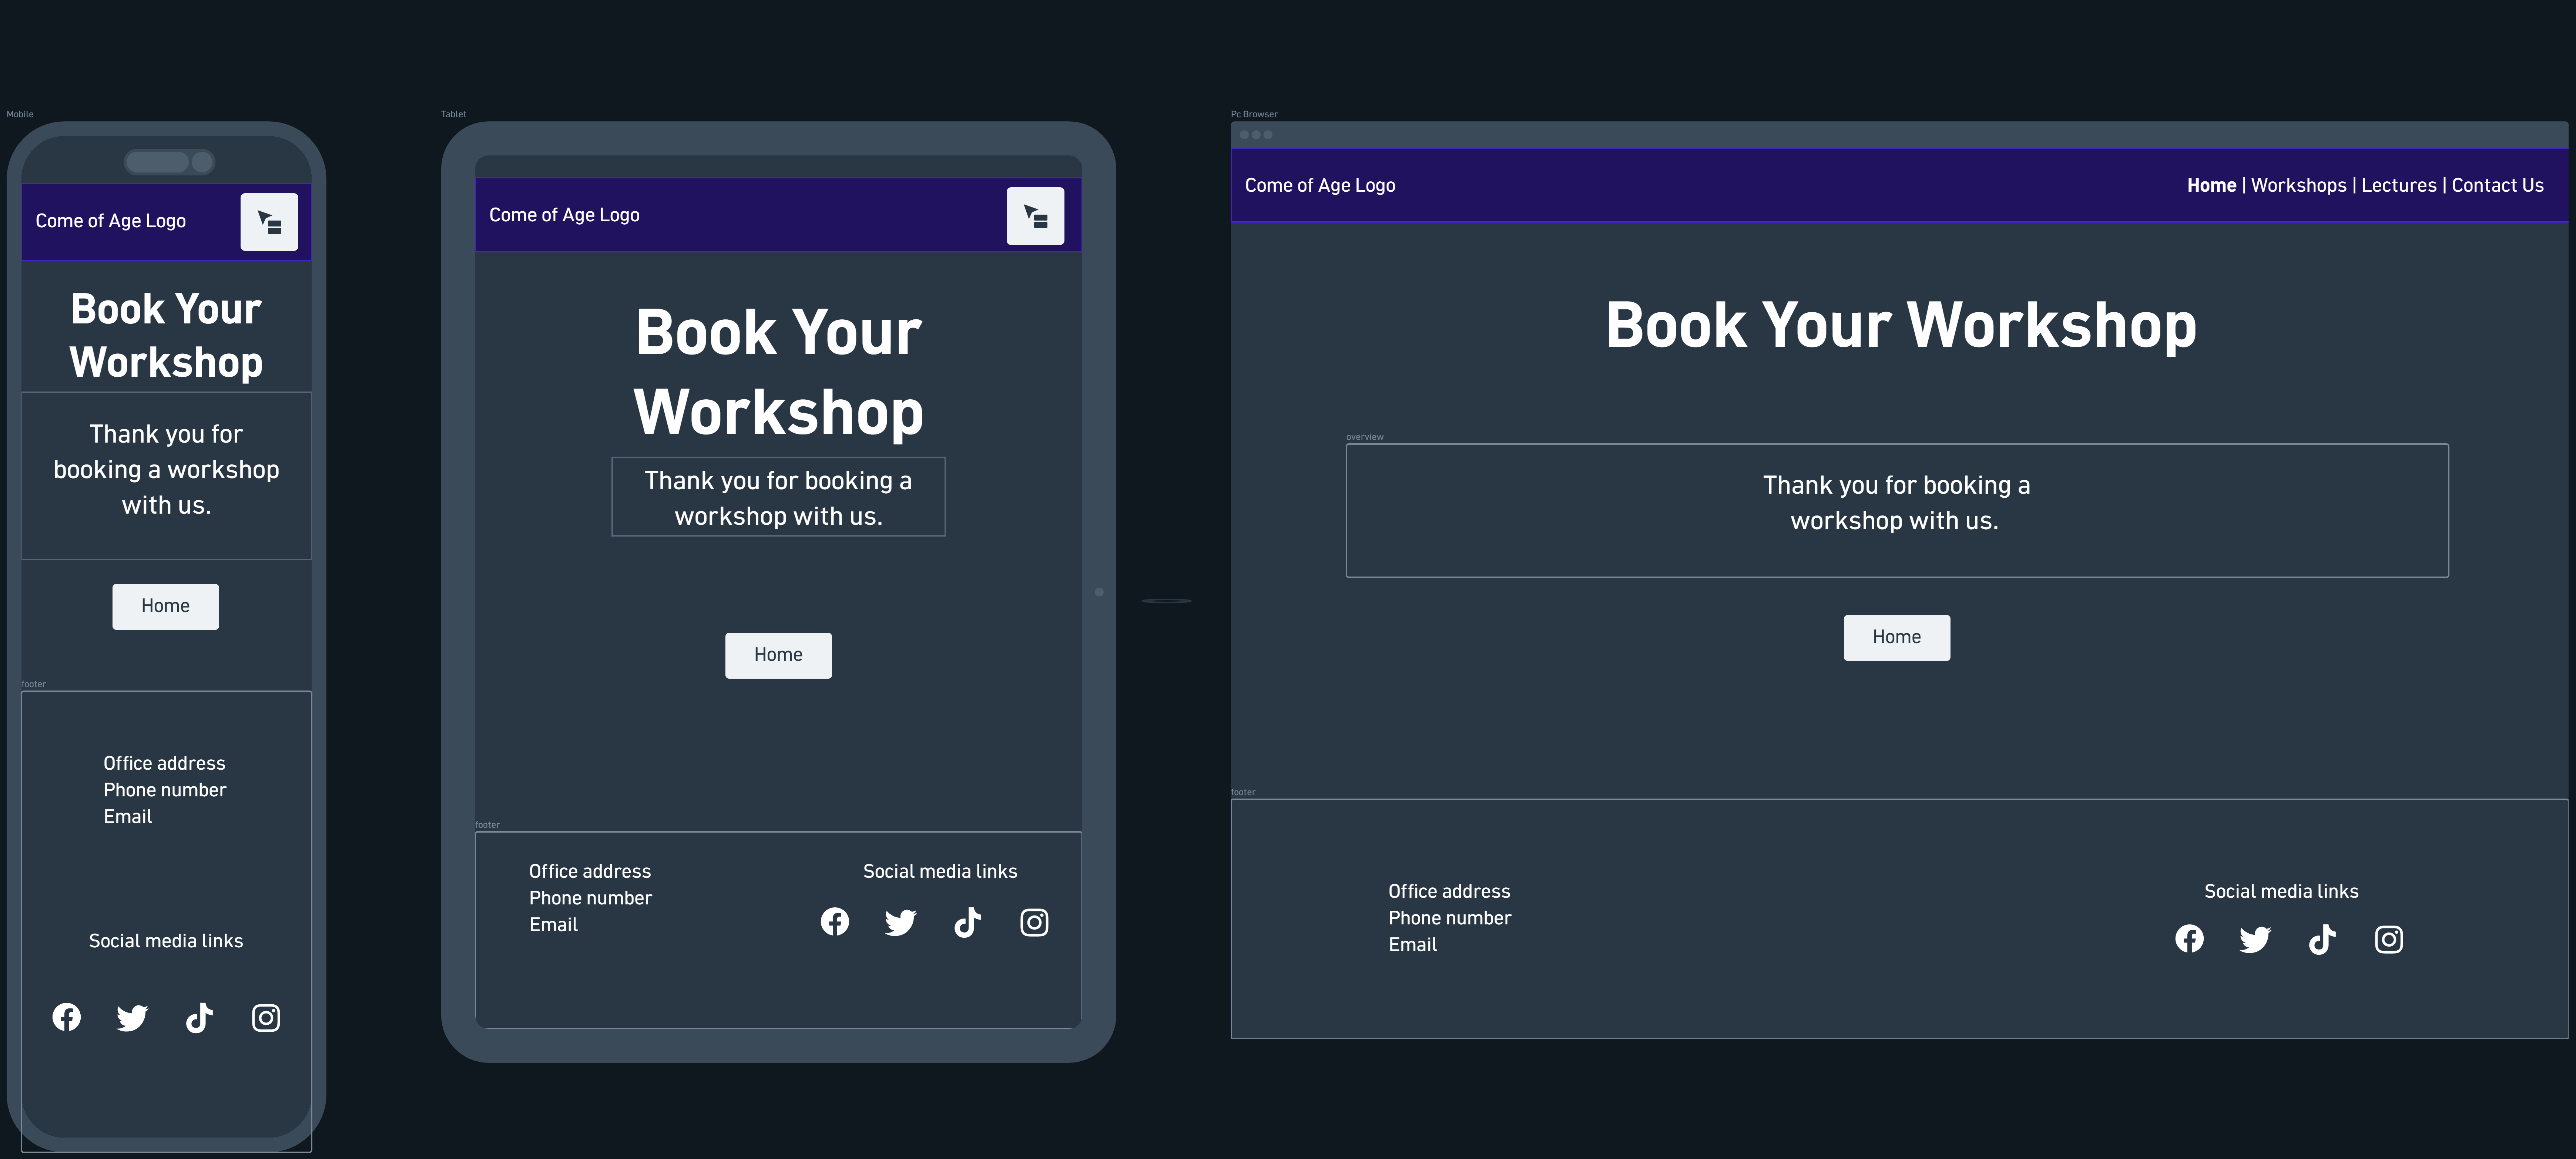 Mobile
Come of Age Logo
Book Your
Workshop
Thank you for
booking a workshop
with us.
Home
footer
Office address
Phone number
Email
Social media links
Tablet
Come of Age Logo
Book Your
Workshop
Thank you for booking a
workshop with us.
Home
footer
Office address
Phone number
Email
Social media links
Pc Browser
Come of Age Logo
Home | Workshops | Lectures | Contact Us
Book Your Workshop
overview
Thank you for booking a
workshop with us.
Home
footer
Office address
Phone number
Email
Social media links